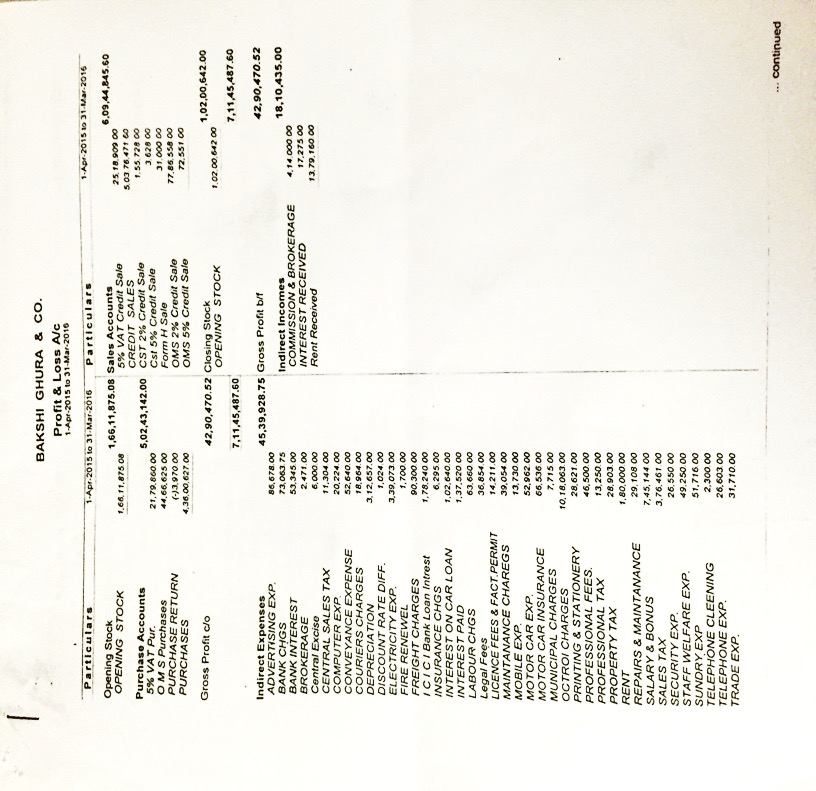 BAKSHI GHURA & CO.
Profit & Loss A/c
1-Apr-2015 to 31-Mar-2016
Particulars 1-Apr-2015 to 31-Mar-2016 Particulars 1-Apr-2015 to 31-Mar-2016
Opening Stock 1,66,11,875.08 Sales Accounts 6,09,44,845.60
OPENING STOCK 1,66,11,875.08 5% VAT Credit Sale 25,18,909.00
CREDIT SALES 5,03,76,471.60
Purchase Accounts 5,02,43,142.00 CST 2% Credit Sale 1,55,728.00
5% VAT Pur. 21,79,860.00 Cst 5% Credit Sale 3,628.00
O M S Purchases 44,66,625.00 Form H Sale 31,000.00
PURCHASE RETURN (-)3,970.00 OMS 2% Credit Sale 77,86,558.00
PURCHASES 4,36,00,627.00 OMS 5% Credit Sale 72,551.00
Gross Profit c/o 42,90,470.52 Closing Stock 1,02,00,642.00
OPENING STOCK 1,02,00,642.00
7,11,45,487.60 7,11,45,487.60
Indirect Expenses 45,39,928.75 Gross Profit b/f 42,90,470.52
ADVERTISING EXP. 86,678.00
BANK CHGS 73,063.75 Indirect Incomes 18,10,435.00
BANK INTEREST 53,345.00 COMMISSION & BROKERAGE 4,14,000.00
BROKERAGE 2,471.00 INTEREST RECEIVED 17,275.00
Central Excise 6,000.00 Rent Received 13,79,160.00
CENTRAL SALES TAX 11,304.00
COMPUTER EXP. 20,224.00
CONVEYANCE EXPENSE 52,640.00
COURIERS CHARGES 18,964.00
DEPRECIATION 3,12,657.00
DISCOUNT RATE DIFF. 1,024.00
ELECTRICITY EXP. 3,39,073.00
FIRE RENEWEL 1,700.00
FREIGHT CHARGES 90,300.00
I C I C I Bank Loan Intrest 1,78,240.00
INSURANCE CHGS 6,295.00
INTEREST ON CAR LOAN 1,02,640.00
INTEREST PAID 1,37,520.00
LABOUR CHGS 63,660.00
Legal Fees 36,854.00
LICENCE FEES & FACT.PERMIT 14,211.00
MAINTANANCE CHAREGS 39,054.00
MOBILE EXP. 13,730.00
MOTOR CAR EXP. 52,962.00
MOTOR CAR INSURANCE 66,536.00
MUNICIPAL CHARGES 7,715.00
OCTROI CHARGES 10,18,063.00
PRINTING & STATIONERY 28,621.00
PROFESSIONAL FEES. 46,500.00
PROFESSIONAL TAX 13,250.00
PROPERTY TAX 28,903.00
RENT 1,80,000.00
REPAIRS & MAINTANANCE 29,108.00
SALARY & BONUS 7,45,144.00
SALES TAX 3,76,461.00
SECURITY EXP. 26,550.00
STAFF WELFARE EXP. 49,250.00
SUNDRY EXP 51,716.00
TELEPHONE CLEENING 2,300.00
TELEPHONE EXP. 26,603.00
TRADE EXP. 31,710.00
... continued